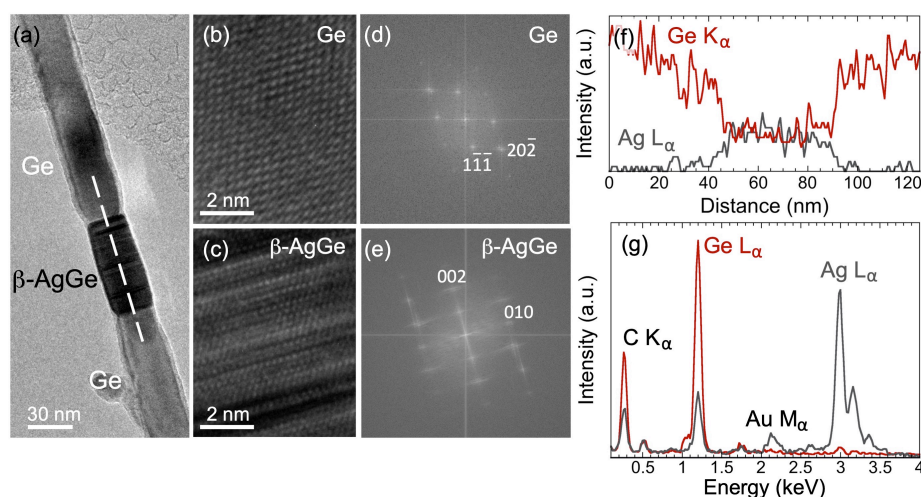 (a)
Ge
β-AgGe
Ge
30 nm
(b)
Ge
2 nm
(c)
β-AgGe
2 nm
(d)
Ge
11̄1̄
202̄
(e)
β-AgGe
002
010
(f)
Ge Kα
Ag Lα
Intensity (a.u.)
0 20 40 60 80 100 120
Distance (nm)
(g)
Ge Lα
Ag Lα
C Kα
Au Mα
Intensity (a.u.)
0.5 1 1.5 2 2.5 3 3.5 4
Energy (keV)